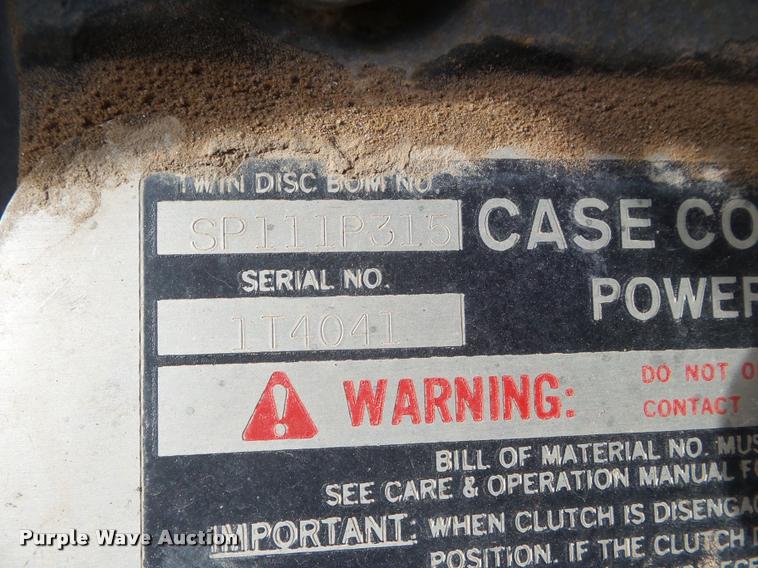 TWIN DISC BOM NO.
SP111P315
CASE CO
SERIAL NO.
POWER
1T4041
WARNING:
DO NOT O
CONTACT
BILL OF MATERIAL NO. MUS
SEE CARE & OPERATION MANUAL FO
IMPORTANT: WHEN CLUTCH IS DISENGAG
POSITION. IF THE CLUTCH D
Purple Wave Auction